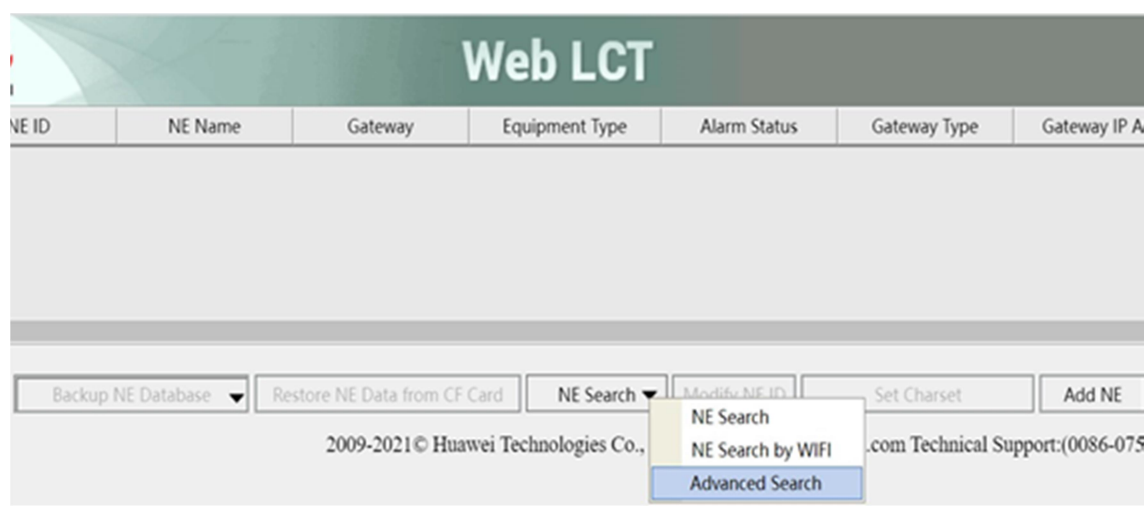 Web LCT
NE ID NE Name Gateway Equipment Type Alarm Status Gateway Type Gateway IP A
Backup NE Database Restore NE Data from CF Card NE Search Modify NE ID Set Charset Add NE
NE Search
2009-2021© Huawei Technologies Co., .com Technical Support:(0086-075
NE Search by WIFI
Advanced Search